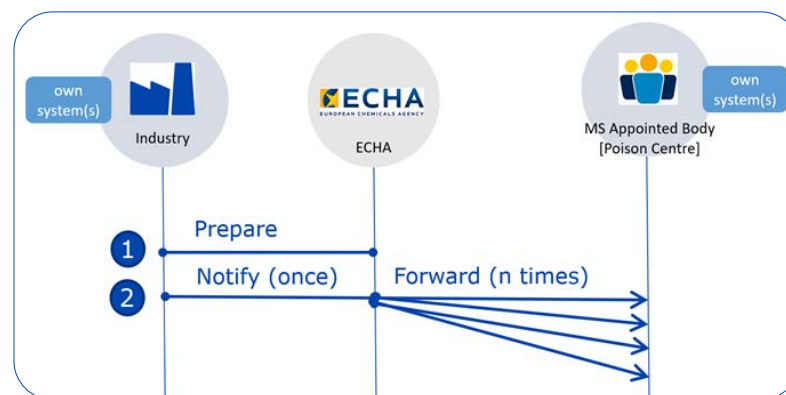 own
system(s)
Industry
ECHA
EUROPEAN CHEMICALS AGENCY
ECHA
MS Appointed Body
[Poison Centre]
own
system(s)
1
Prepare
2
Notify (once)
Forward (n times)